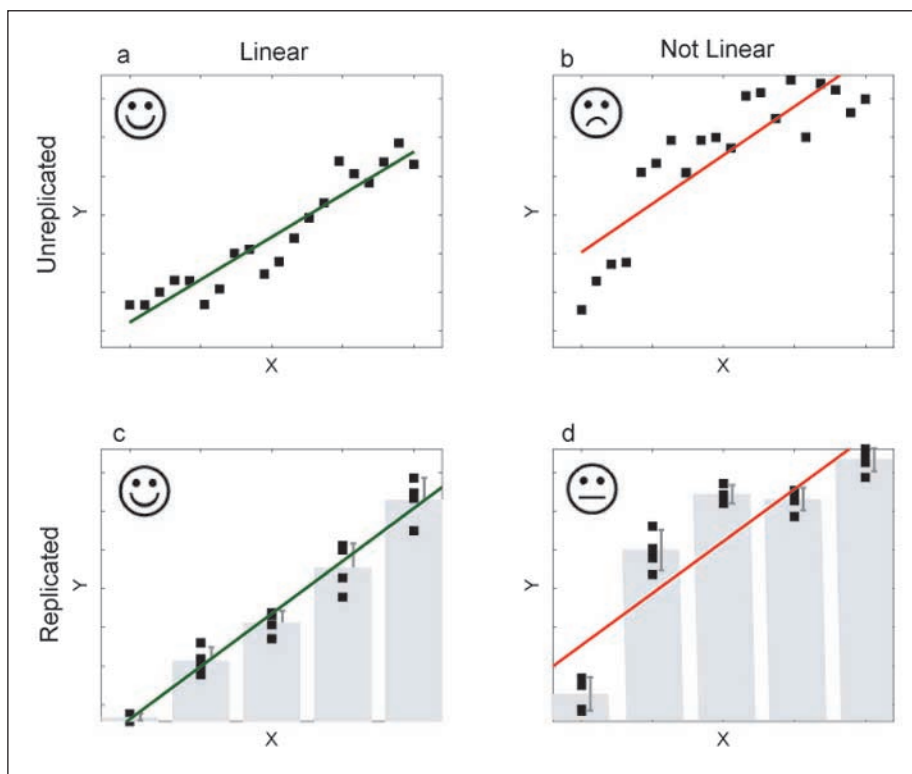 Linear
Not Linear
a
b
Unreplicated
Y
Y
X
X
c
d
Replicated
Y
Y
X
X